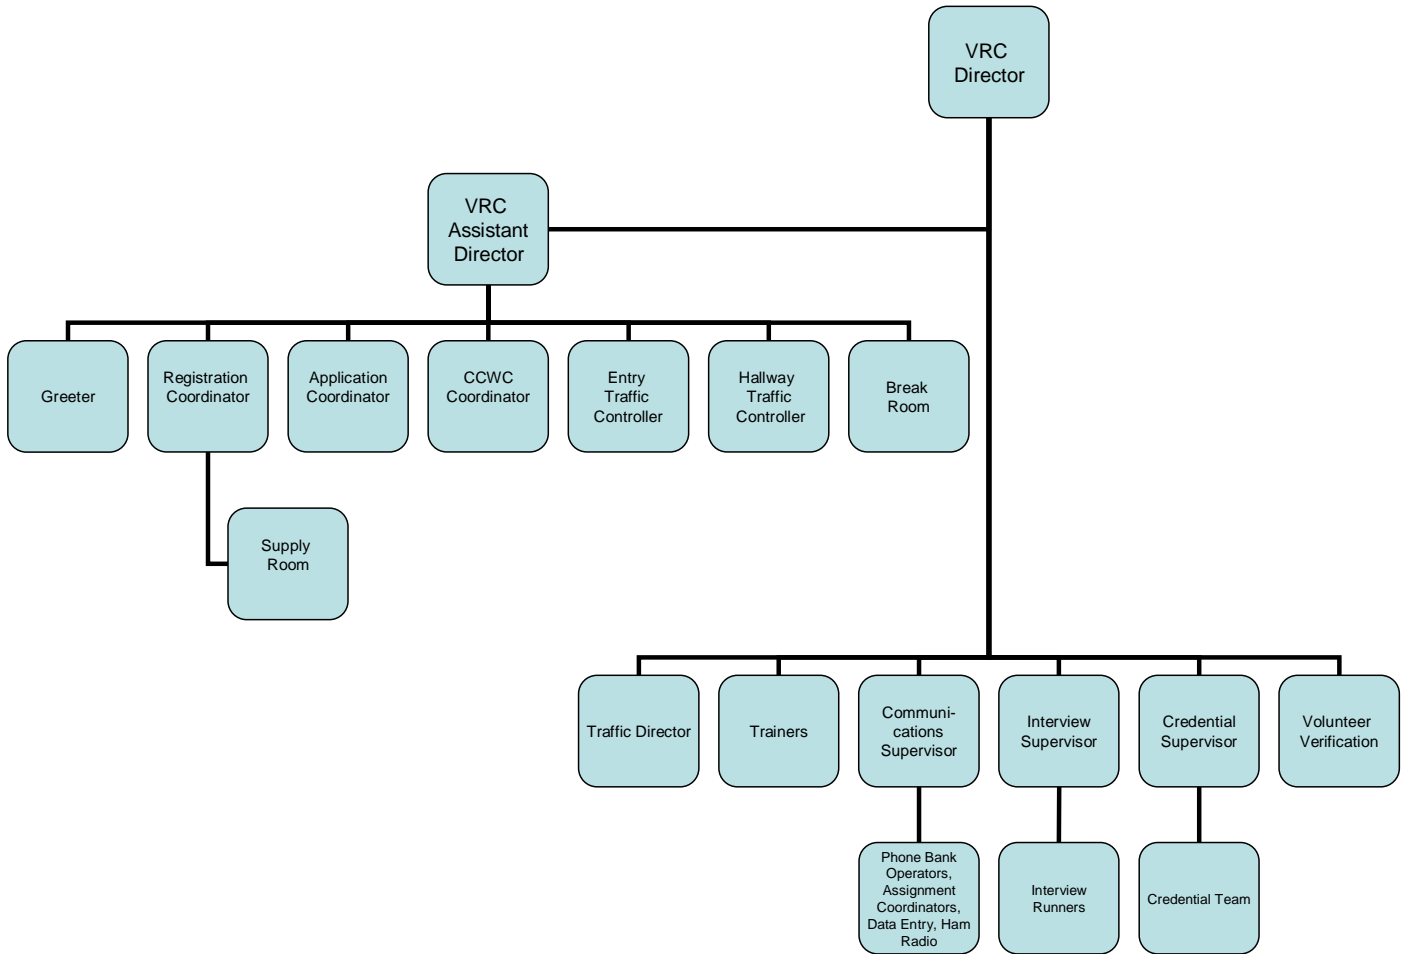 VRC
Director
VRC
Assistant
Director
Greeter
Registration
Coordinator
Application
Coordinator
CCWC
Coordinator
Entry
Traffic
Controller
Hallway
Traffic
Controller
Break
Room
Supply
Room
Traffic Director
Trainers
Communi-
cations
Supervisor
Interview
Supervisor
Credential
Supervisor
Volunteer
Verification
Phone Bank
Operators,
Assignment
Coordinators,
Data Entry, Ham
Radio
Interview
Runners
Credential Team